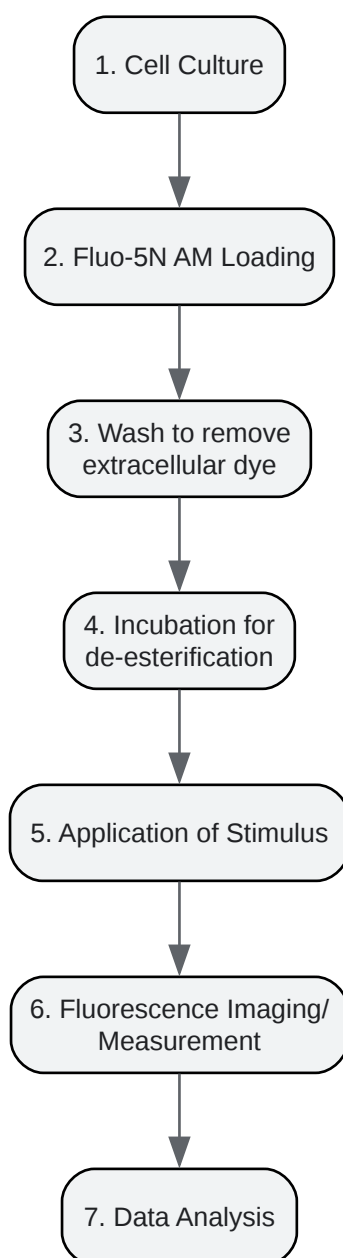 1. Cell Culture
2. Fluo-5N AM Loading
3. Wash to remove
extracellular dye
4. Incubation for
de-esterification
5. Application of Stimulus
6. Fluorescence Imaging/
Measurement
7. Data Analysis